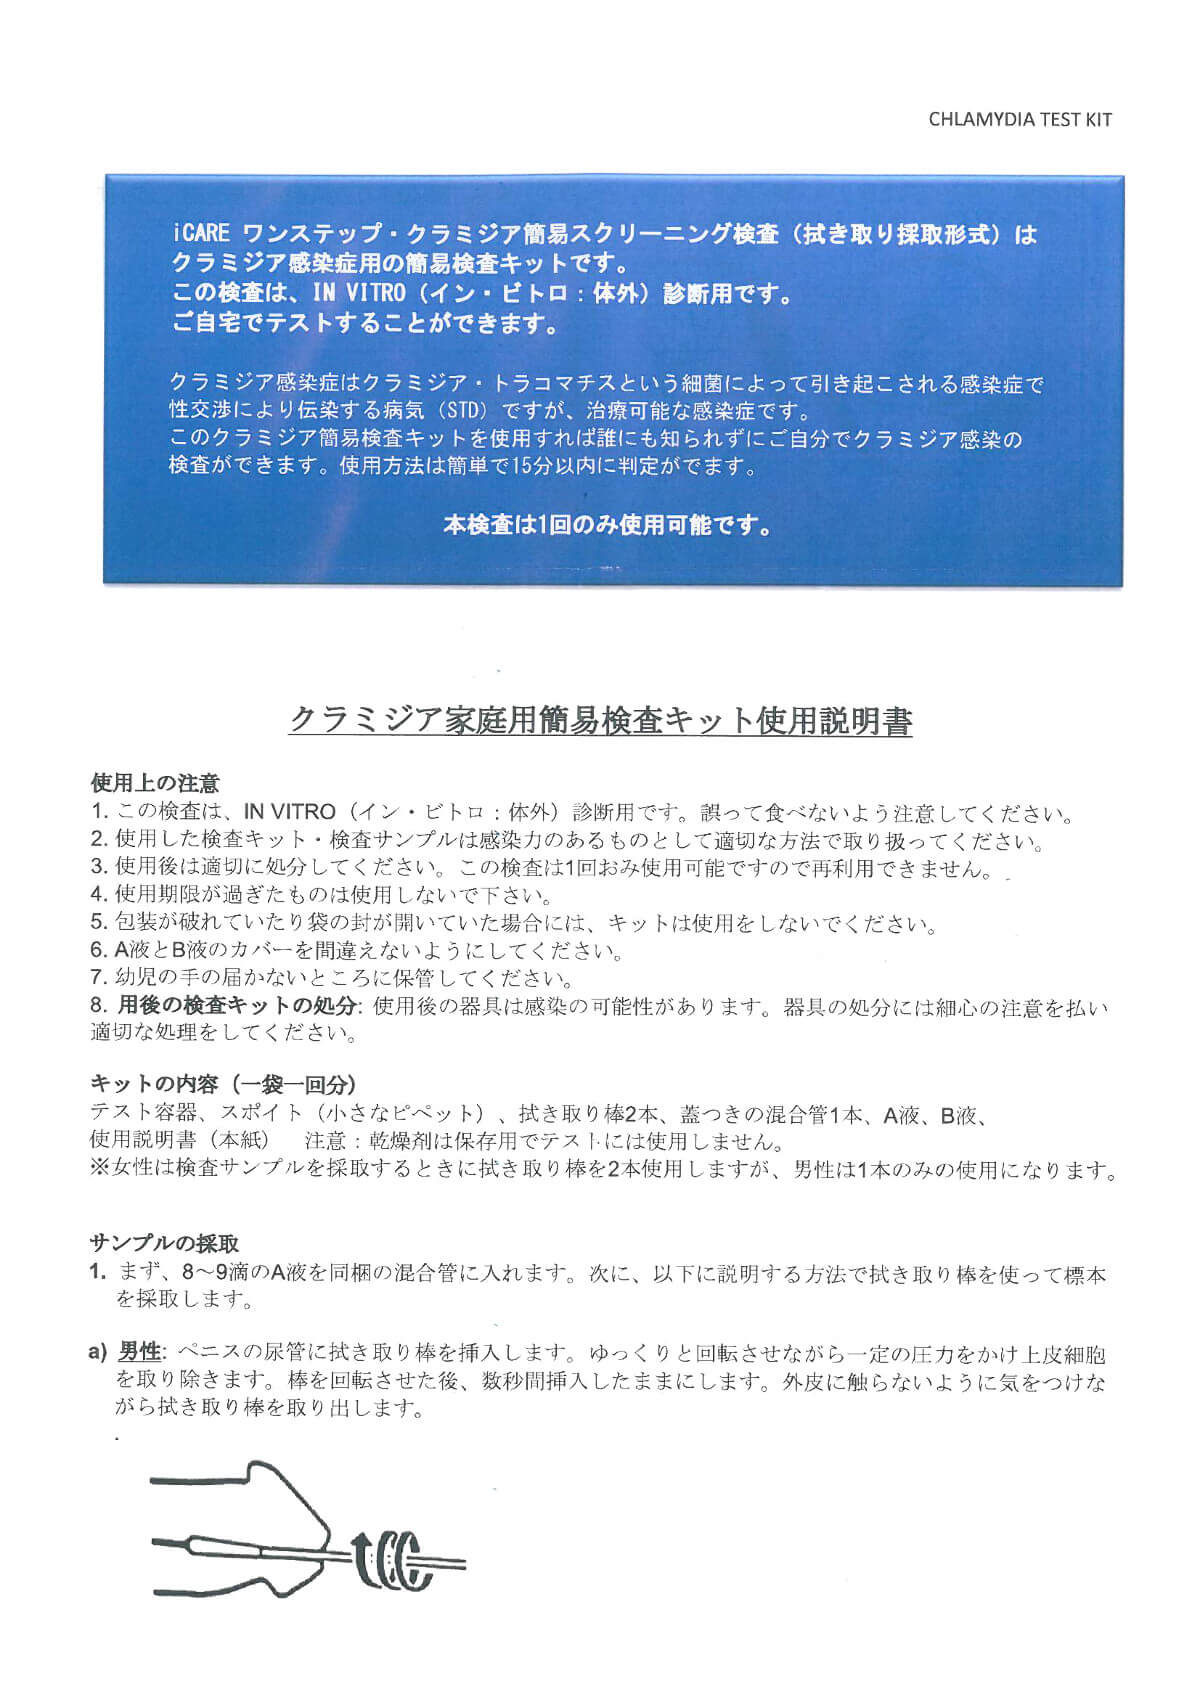 CHLAMYDIA TEST KIT
iCARE ワンステップ・クラミジア簡易スクリーニング検査（拭き取り採取形式）は
クラミジア感染症用の簡易検査キットです。
この検査は、IN VITRO（イン・ビトロ：体外）診断用です。
ご自宅でテストすることができます。
クラミジア感染症はクラミジア・トラコマチスという細菌によって引き起こされる感染症で
性交渉により伝染する病気（STD）ですが、治療可能な感染症です。
このクラミジア簡易検査キットを使用すれば誰にも知られずにご自分でクラミジア感染の
検査ができます。使用方法は簡単で15分以内に判定がでます。
本検査は1回のみ使用可能です。
クラミジア家庭用簡易検査キット使用説明書
使用上の注意
1. この検査は、IN VITRO（イン・ビトロ：体外）診断用です。誤って食べないよう注意してください。
2. 使用した検査キット・検査サンプルは感染力のあるものとして適切な方法で取り扱ってください。
3. 使用後は適切に処分してください。この検査は1回おみ使用可能ですので再利用できません。
4. 使用期限が過ぎたものは使用しないで下さい。
5. 包装が破れていたり袋の封が開いていた場合には、キットは使用をしないでください。
6. A液とB液のカバーを間違えないようにしてください。
7. 幼児の手の届かないところに保管してください。
8. 用後の検査キットの処分: 使用後の器具は感染の可能性があります。器具の処分には細心の注意を払い
適切な処理をしてください。
キットの内容（一袋一回分）
テスト容器、スポイト（小さなピペット）、拭き取り棒2本、蓋つきの混合管1本、A液、B液、
使用説明書（本紙）　注意：乾燥剤は保存用でテストには使用しません。
※女性は検査サンプルを採取するときに拭き取り棒を2本使用しますが、男性は1本のみの使用になります。
サンプルの採取
1. まず、8～9滴のA液を同梱の混合管に入れます。次に、以下に説明する方法で拭き取り棒を使って標本
を採取します。
a) 男性: ペニスの尿管に拭き取り棒を挿入します。ゆっくりと回転させながら一定の圧力をかけ上皮細胞
を取り除きます。棒を回転させた後、数秒間挿入したままにします。外皮に触らないように気をつけな
がら拭き取り棒を取り出します。
.